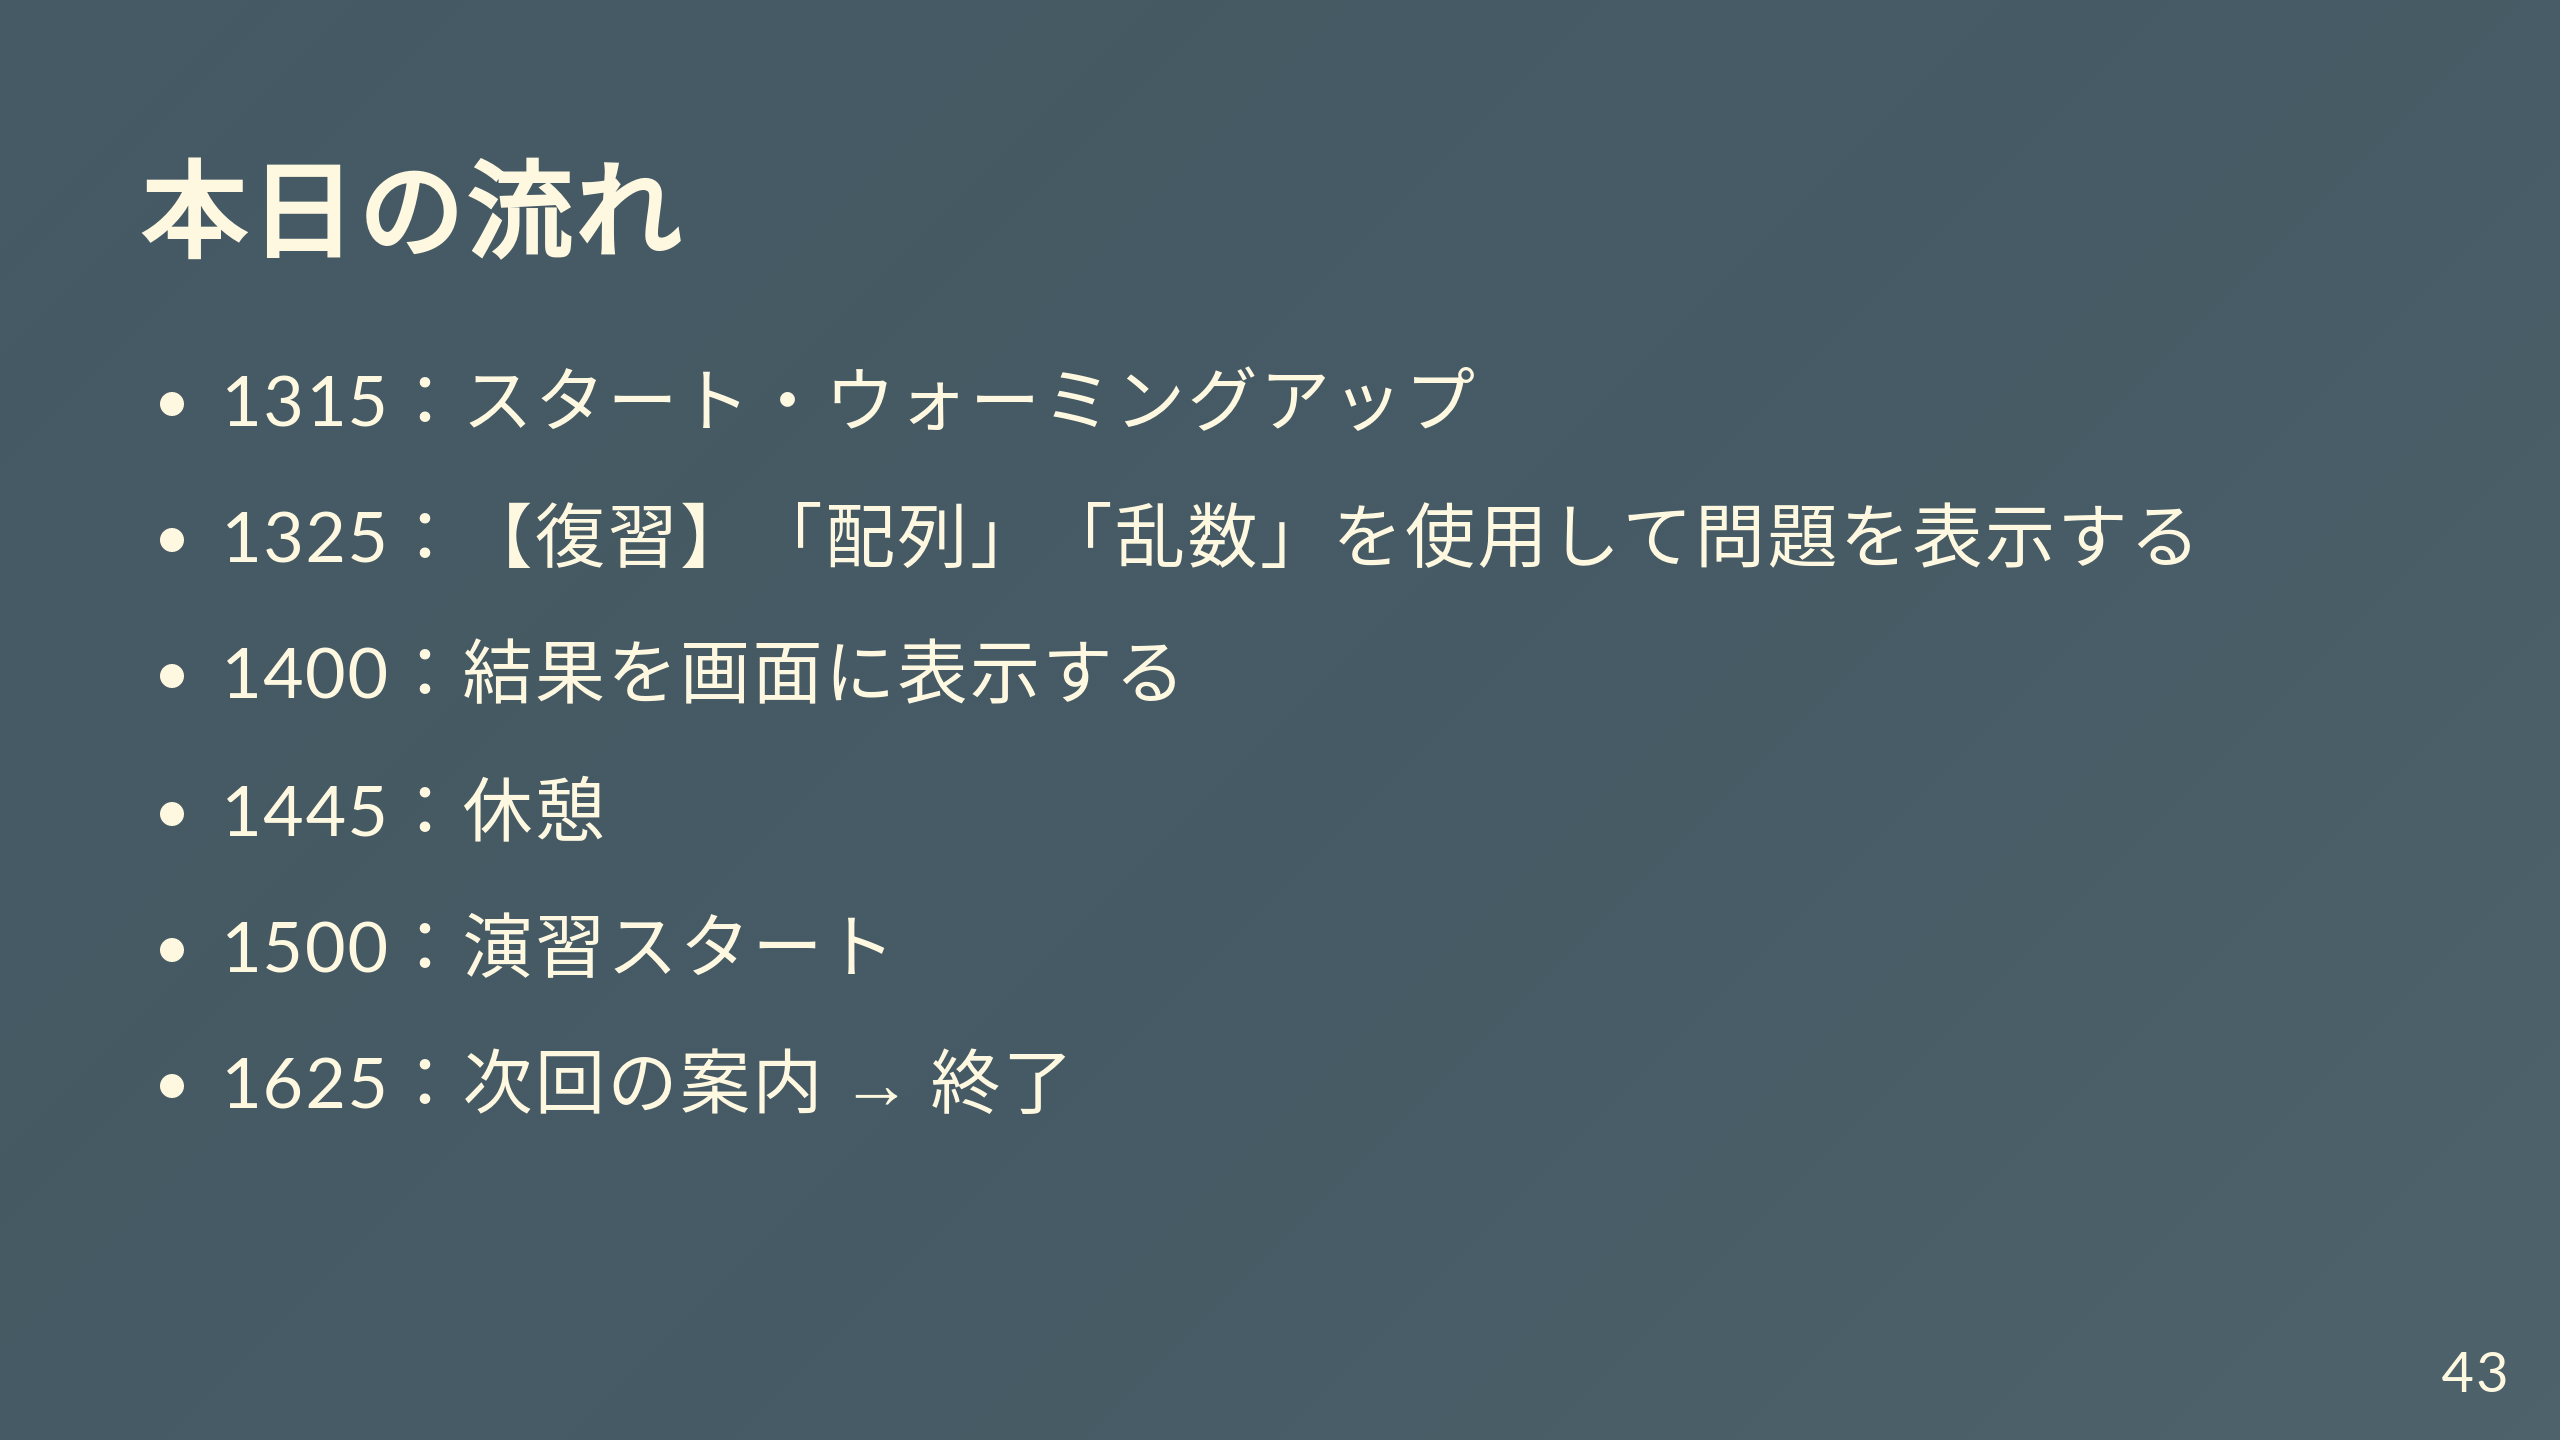 本日の流れ
• 1315：スタート・ウォーミングアップ
• 1325：【復習】「配列」「乱数」を使用して問題を表示する
• 1400：結果を画面に表示する
• 1445：休憩
• 1500：演習スタート
• 1625：次回の案内 → 終了
43